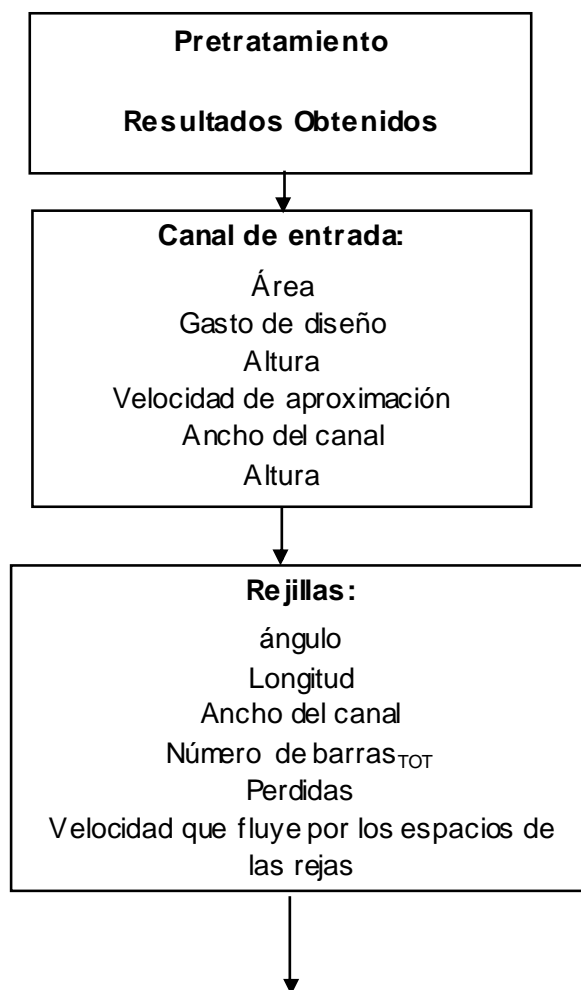 Pretratamiento
Resultados Obtenidos
Canal de entrada:
Área
Gasto de diseño
Altura
Velocidad de aproximación
Ancho del canal
Altura
Rejillas:
ángulo
Longitud
Ancho del canal
Número de barrasTOT
Perdidas
Velocidad que fluye por los espacios de
las rejas